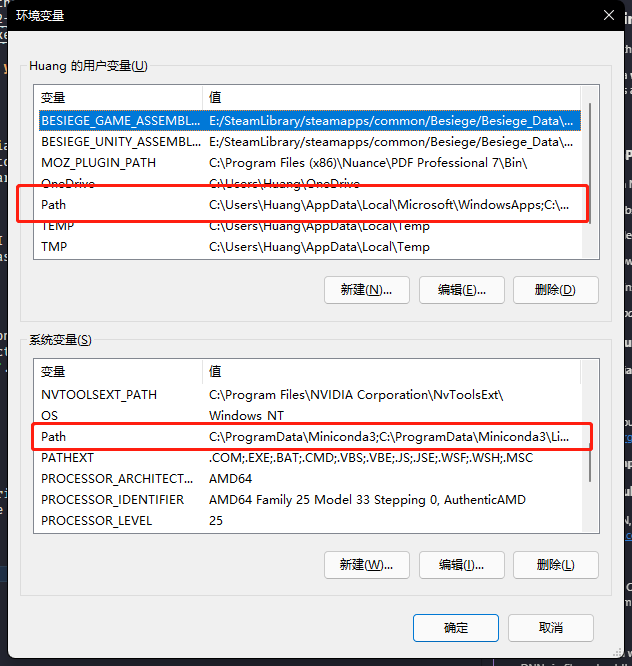 环境变量
Huang 的用户变量(U)
变量 值
BESIEGE_GAME_ASSEMBL... E:/SteamLibrary/steamapps/common/Besiege/Besiege_Data\...
BESIEGE_UNITY_ASSEMB... E:/SteamLibrary/steamapps/common/Besiege/Besiege_Data\...
MOZ_PLUGIN_PATH C:\Program Files (x86)\Nuance\PDF Professional 7\Bin\
OneDrive C:\Users\Huang\OneDrive
Path C:\Users\Huang\AppData\Local\Microsoft\WindowsApps;C:\...
TEMP C:\Users\Huang\AppData\Local\Temp
TMP C:\Users\Huang\AppData\Local\Temp
新建(N)... 编辑(E)... 删除(D)
系统变量(S)
变量 值
NVTOOLSEXT_PATH C:\Program Files\NVIDIA Corporation\NvToolsExt\
OS Windows_NT
Path C:\ProgramData\Miniconda3;C:\ProgramData\Miniconda3\Li...
PATHEXT .COM;.EXE;.BAT;.CMD;.VBS;.VBE;.JS;.JSE;.WSF;.WSH;.MSC
PROCESSOR_ARCHITECT... AMD64
PROCESSOR_IDENTIFIER AMD64 Family 25 Model 33 Stepping 0, AuthenticAMD
PROCESSOR_LEVEL 25
新建(W)... 编辑(I)... 删除(L)
确定 取消